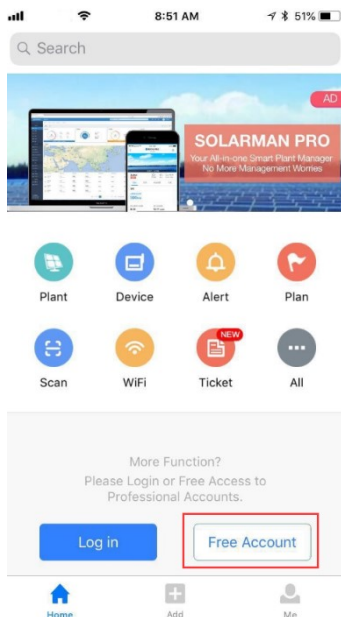 8:51 AM
51%
Search
AD
SOLARMAN PRO
Your All-in-one Smart Plant Manager
No More Management Worries
Plant
Device
Alert
Plan
NEW
Scan
WiFi
Ticket
All
More Function?
Please Login or Free Access to
Professional Accounts.
Log in
Free Account
Home
Add
Me